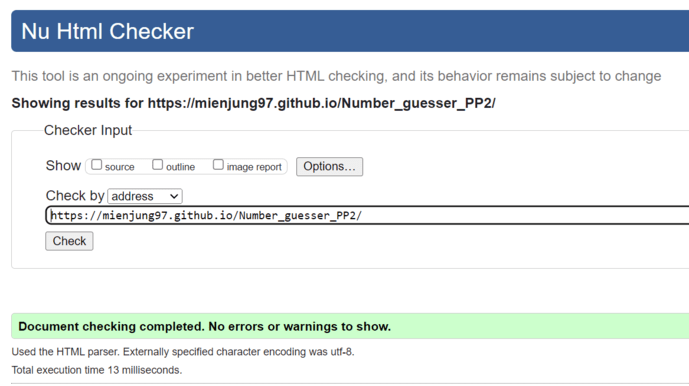 Nu Html Checker
This tool is an ongoing experiment in better HTML checking, and its behavior remains subject to change
Showing results for https://mienjung97.github.io/Number_guesser_PP2/
Checker Input
Show source outline image report Options...
Check by address
https://mienjung97.github.io/Number_guesser_PP2/
Check
Document checking completed. No errors or warnings to show.
Used the HTML parser. Externally specified character encoding was utf-8.
Total execution time 13 milliseconds.